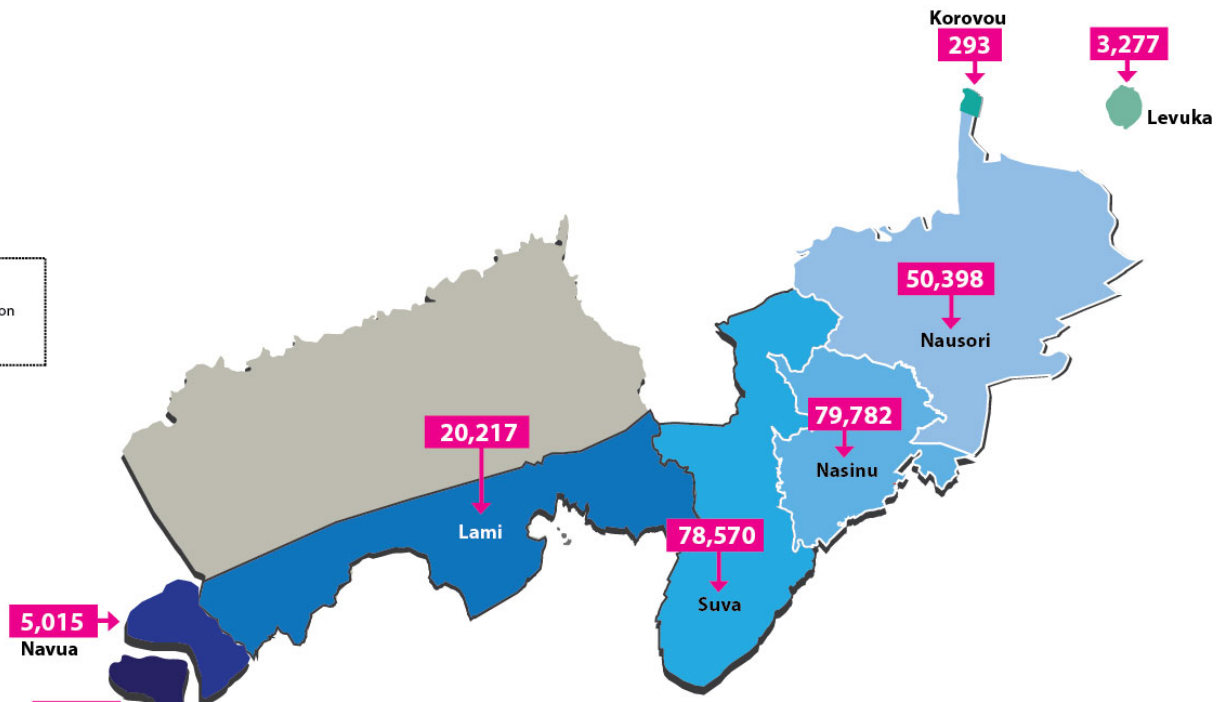 Korovou
293
3,277
Levuka
on
50,398
Nausori
20,217
Lami
79,782
Nasinu
78,570
Suva
5,015
Navua